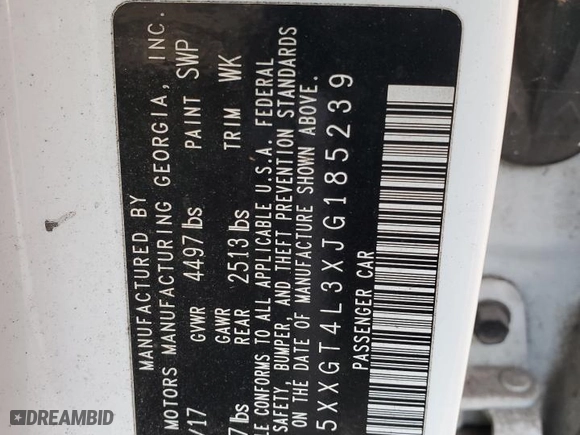 MANUFACTURED BY
MOTORS MANUFACTURING GEORGIA, INC.
/17 GVWR 4497 lbs PAINT SWP
7 lbs GAWR REAR 2513 lbs TRIM WK
LE CONFORMS TO ALL APPLICABLE U.S.A. FEDERAL
SAFETY, BUMPER, AND THEFT PREVENTION STANDARDS
ON THE DATE OF MANUFACTURE SHOWN ABOVE.
5XXGT4L3XJG185239
PASSENGER CAR
DREAMBID